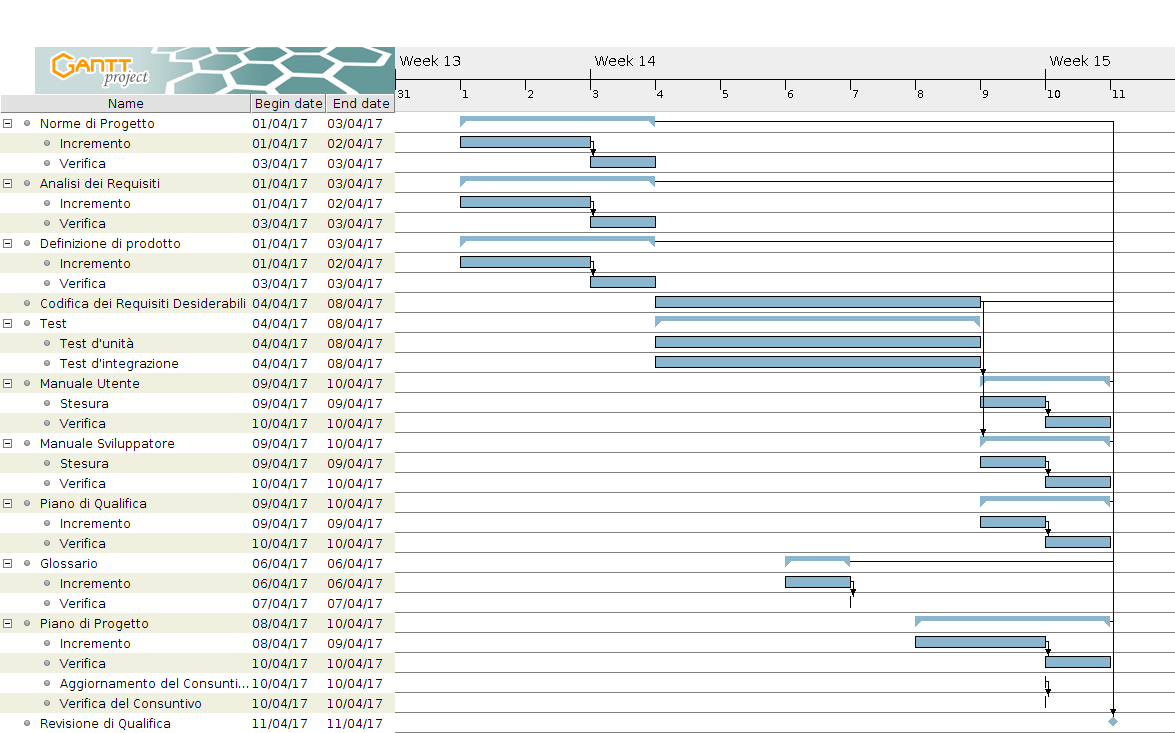 GANTT project
Week 13 Week 14 Week 15
31 1 2 3 4 5 6 7 8 9 10 11
Name Begin date End date
Norme di Progetto 01/04/17 03/04/17
Incremento 01/04/17 02/04/17
Verifica 03/04/17 03/04/17
Analisi dei Requisiti 01/04/17 03/04/17
Incremento 01/04/17 02/04/17
Verifica 03/04/17 03/04/17
Definizione di prodotto 01/04/17 03/04/17
Incremento 01/04/17 02/04/17
Verifica 03/04/17 03/04/17
Codifica dei Requisiti Desiderabili 04/04/17 08/04/17
Test 04/04/17 08/04/17
Test d'unità 04/04/17 08/04/17
Test d'integrazione 04/04/17 08/04/17
Manuale Utente 09/04/17 10/04/17
Stesura 09/04/17 09/04/17
Verifica 10/04/17 10/04/17
Manuale Sviluppatore 09/04/17 10/04/17
Stesura 09/04/17 09/04/17
Verifica 10/04/17 10/04/17
Piano di Qualifica 09/04/17 10/04/17
Incremento 09/04/17 09/04/17
Verifica 10/04/17 10/04/17
Glossario 06/04/17 06/04/17
Incremento 06/04/17 06/04/17
Verifica 07/04/17 07/04/17
Piano di Progetto 08/04/17 10/04/17
Incremento 08/04/17 09/04/17
Verifica 10/04/17 10/04/17
Aggiornamento del Consunti... 10/04/17 10/04/17
Verifica del Consuntivo 10/04/17 10/04/17
Revisione di Qualifica 11/04/17 11/04/17